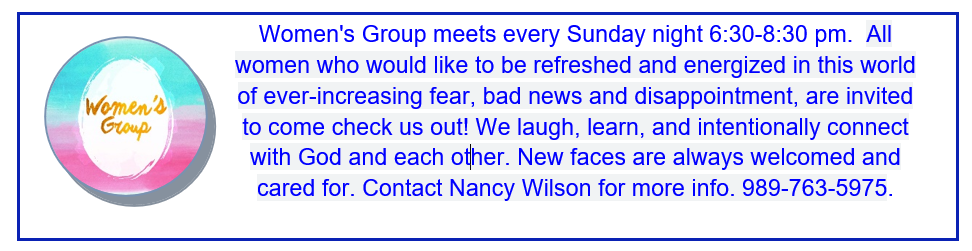 Women's
Group
Women's Group meets every Sunday night 6:30-8:30 pm.  All
women who would like to be refreshed and energized in this world
of ever-increasing fear, bad news and disappointment, are invited
to come check us out! We laugh, learn, and intentionally connect
with God and each other. New faces are always welcomed and
cared for. Contact Nancy Wilson for more info. 989-763-5975.